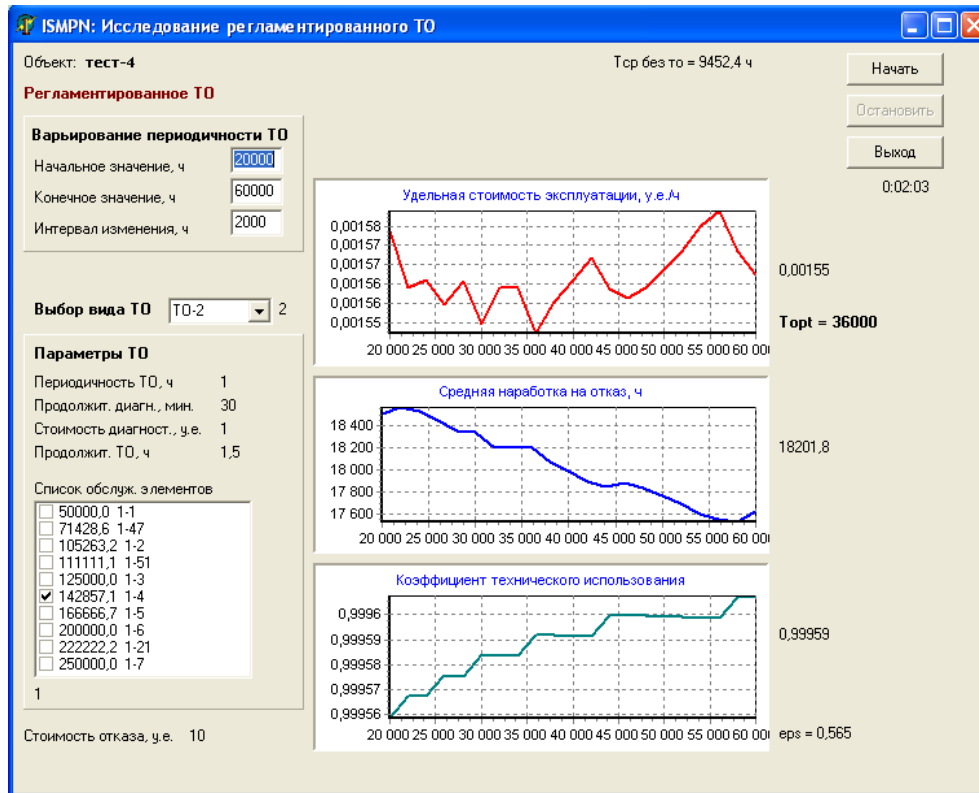 ISMPN: Исследование регламентированного ТО
Объект: тест-4
Тср без то = 9452,4 ч
Начать
Регламентированное ТО
Остановить
Варьирование периодичности ТО
Выход
Начальное значение, ч 20000
0:02:03
Конечное значение, ч 60000
Интервал изменения, ч 2000
Удельная стоимость эксплуатации, у.е./ч
0,00158
0,00157
0,00157
0,00156
0,00156
0,00155
20 000 25 000 30 000 35 000 40 000 45 000 50 000 55 000 60 00
0,00155
Topt = 36000
Выбор вида ТО ТО-2 2
Параметры ТО
Периодичность ТО, ч 1
Продолжит. диагн., мин. 30
Стоимость диагност., у.е. 1
Продолжит. ТО, ч 1,5
Средняя наработка на отказ, ч
18 400
18 200
18 000
17 800
17 600
20 000 25 000 30 000 35 000 40 000 45 000 50 000 55 000 60 00
18201,8
Список обслуж. элементов
50000,0 1-1
71428,6 1-47
105263,2 1-2
111111,1 1-51
125000,0 1-3
142857,1 1-4
166666,7 1-5
200000,0 1-6
222222,2 1-21
250000,0 1-7
1
Коэффициент технического использования
0,9996
0,99959
0,99958
0,99957
0,99956
20 000 25 000 30 000 35 000 40 000 45 000 50 000 55 000 60 00
0,99959
Стоимость отказа, у.е. 10
eps = 0,565